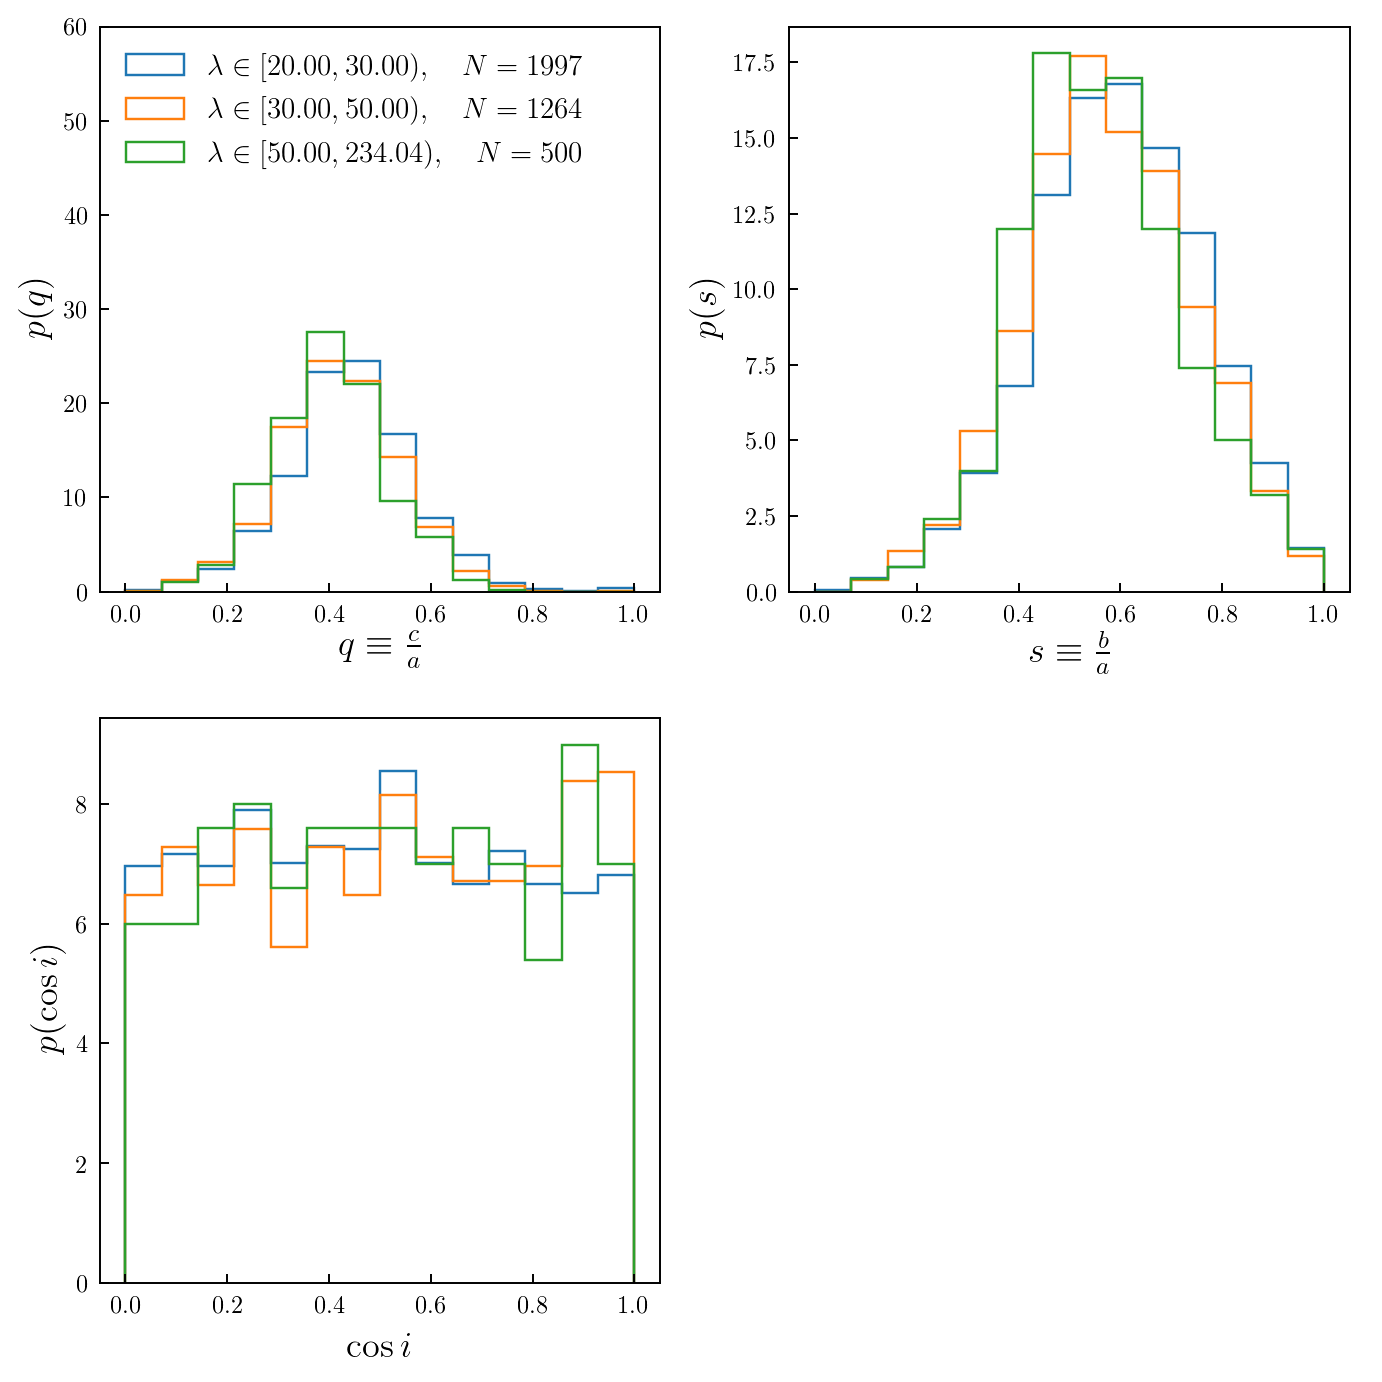 60
50
40
30
20
10
0
p(q)
λ ∈ [20.00, 30.00), N = 1997
λ ∈ [30.00, 50.00), N = 1264
λ ∈ [50.00, 234.04), N = 500
0.0 0.2 0.4 0.6 0.8 1.0
q ≡ c/a
17.5
15.0
12.5
10.0
7.5
5.0
2.5
0.0
p(s)
0.0 0.2 0.4 0.6 0.8 1.0
s ≡ b/a
8
6
4
2
0
p(cos i)
0.0 0.2 0.4 0.6 0.8 1.0
cos i